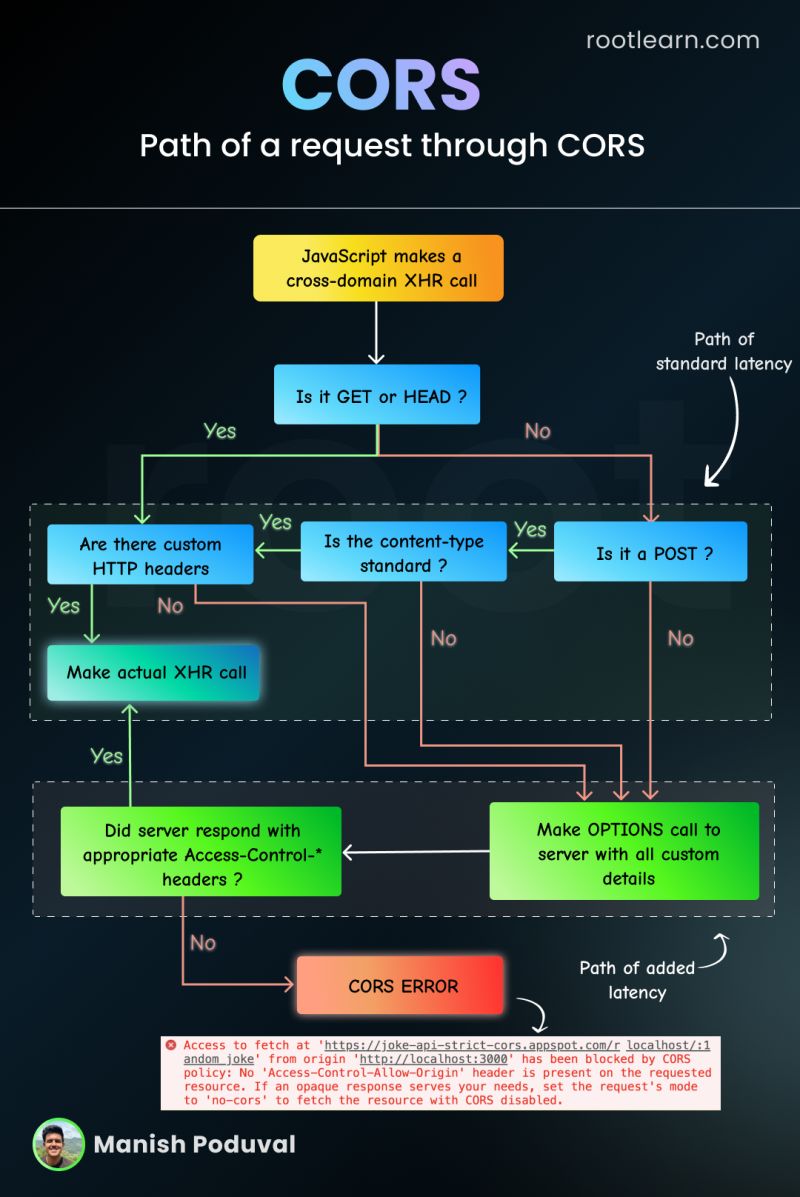 rootlearn.com
CORS
Path of a request through CORS
JavaScript makes a
cross-domain XHR call
Path of
standard latency
Is it GET or HEAD ?
Yes
No
root
Are there custom
HTTP headers
Yes
Is the content-type
standard ?
Yes
Is it a POST ?
Yes
No
No
No
Make actual XHR call
Yes
Did server respond with
appropriate Access-Control-*
headers ?
Make OPTIONS call to
server with all custom
details
No
CORS ERROR
Path of added
latency
Access to fetch at 'https://joke-api-strict-cors.appspot.com/r localhost/:1
andom_joke' from origin 'http://localhost:3000' has been blocked by CORS
policy: No 'Access-Control-Allow-Origin' header is present on the requested
resource. If an opaque response serves your needs, set the request's mode
to 'no-cors' to fetch the resource with CORS disabled.
Manish Poduval